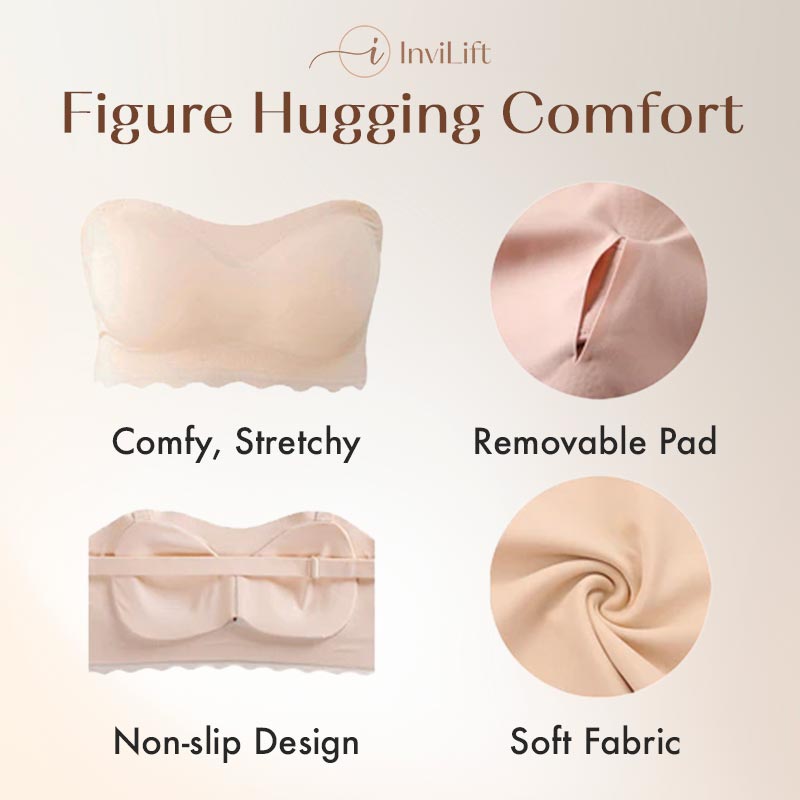 i InviLift
Figure Hugging Comfort
Comfy, Stretchy
Removable Pad
Non-slip Design
Soft Fabric